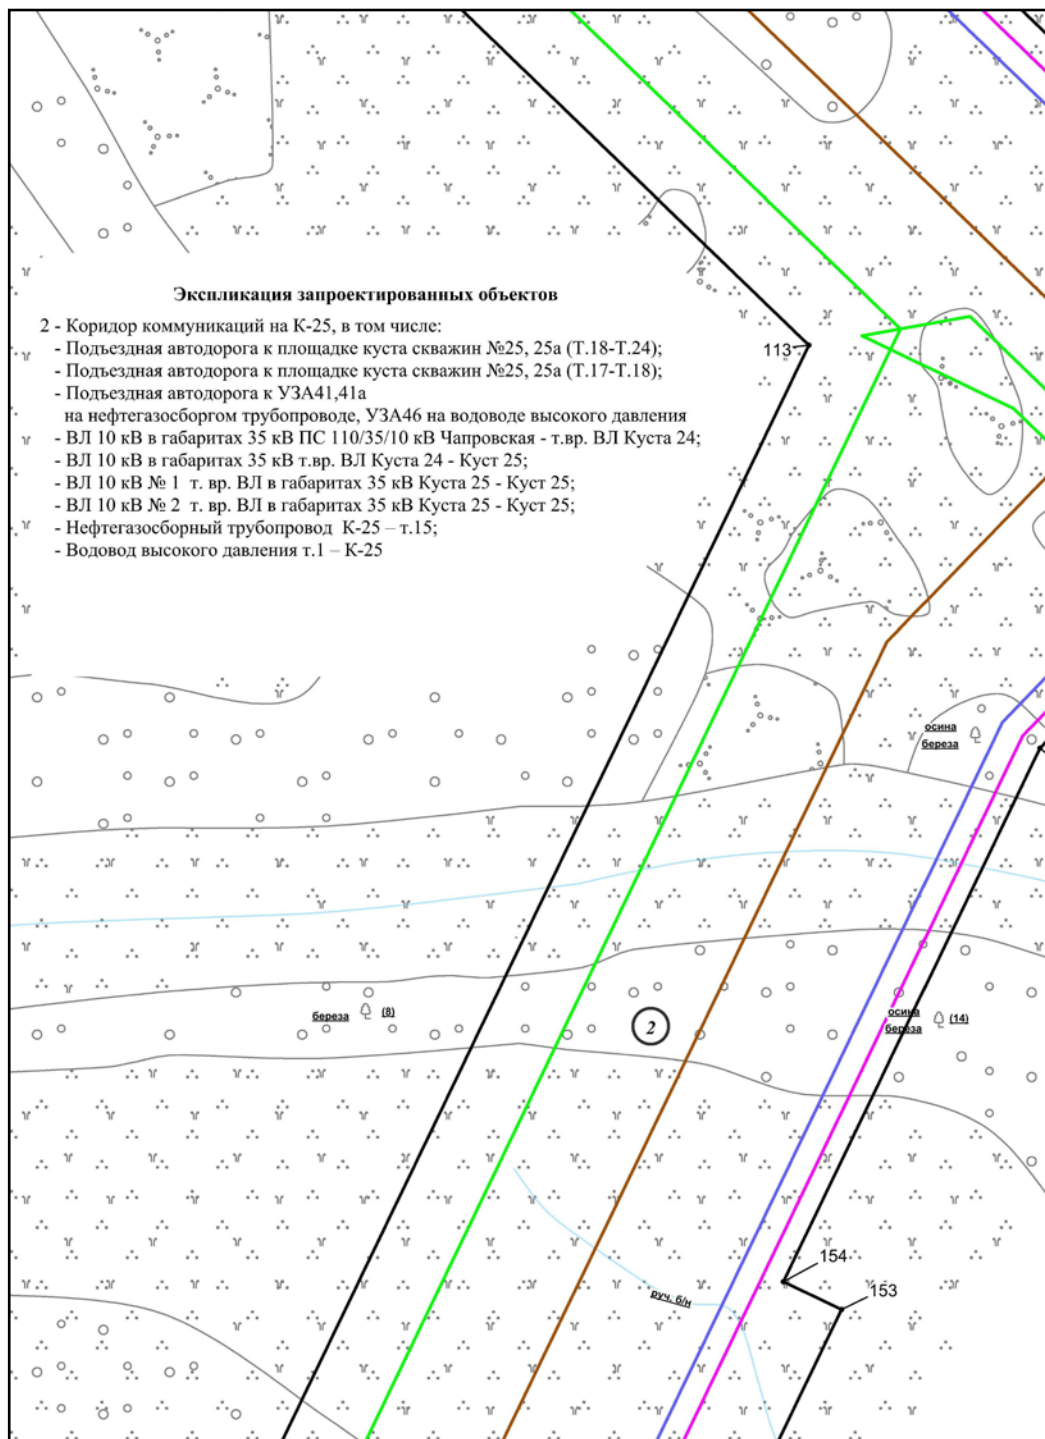 Экспликация запроектированных объектов
2 - Коридор коммуникаций на К-25, в том числе:
- Подъездная автодорога к площадке куста скважин №25, 25а (Т.18-Т.24);
- Подъездная автодорога к площадке куста скважин №25, 25а (Т.17-Т.18);
- Подъездная автодорога к УЗА41,41а
на нефтегазосборгом трубопроводе, УЗА46 на водоводе высокого давления
- ВЛ 10 кВ в габаритах 35 кВ ПС 110/35/10 кВ Чапровская - т.вр. ВЛ Куста 24;
- ВЛ 10 кВ в габаритах 35 кВ т.вр. ВЛ Куста 24 - Куст 25;
- ВЛ 10 кВ № 1 т. вр. ВЛ в габаритах 35 кВ Куста 25 - Куст 25;
- ВЛ 10 кВ № 2 т. вр. ВЛ в габаритах 35 кВ Куста 25 - Куст 25;
- Нефтегазосборный трубопровод К-25 – т.15;
- Водовод высокого давления т.1 – К-25
113
осина
береза
береза (8)
2
осина
береза (14)
154
153
руч. б/н